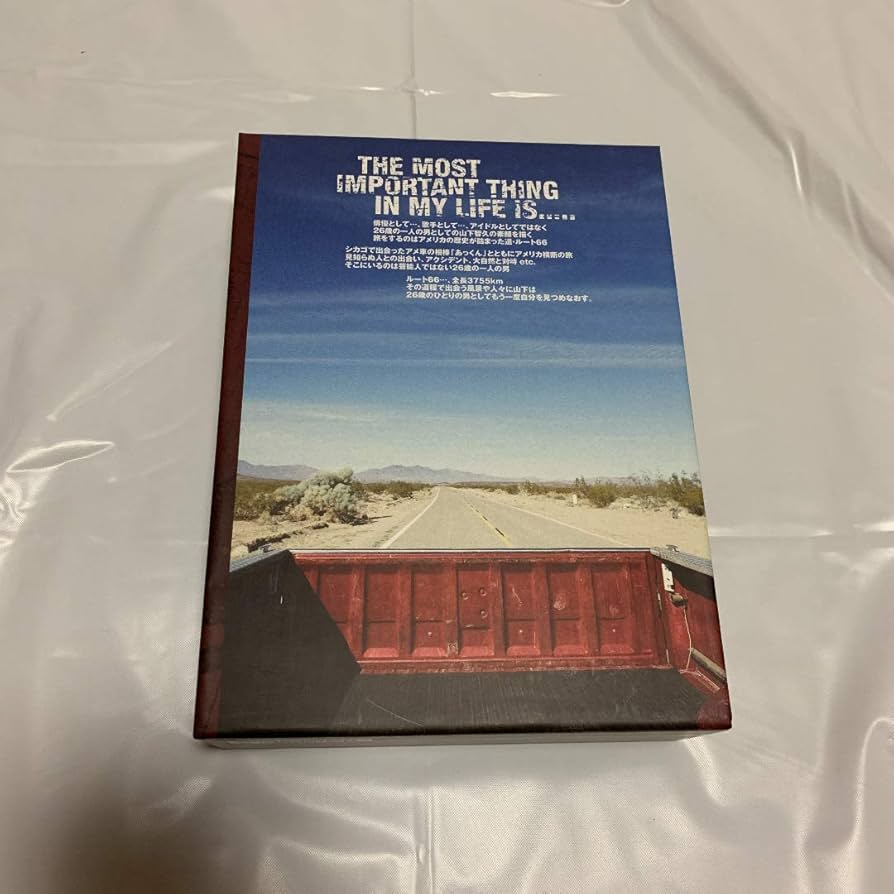 THE MOST
IMPORTANT THING
IN MY LIFE IS......
俳優として…、歌手として…、アイドルとしてではなく
26歳の一人の男としての山下智久の素顔を描く
旅をするのはアメリカの歴史が詰まった道・ルート66
シカゴで出会ったアメ車の相棒「あっくん」とともにアメリカ横断の旅
見知らぬ人との出会い、アクシデント、大自然と対峙 etc.
そこにいるのは芸能人ではない26歳の一人の男
ルート66…、全長3755km
その道程で出会う風景や人々に山下は
26歳のひとりの男としてもう一度自分を見つめなおす。